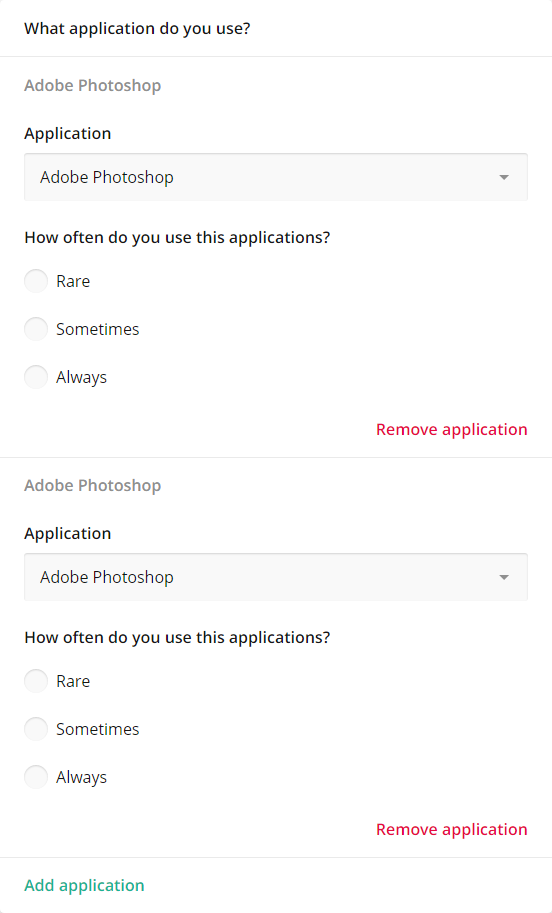 What application do you use?
Adobe Photoshop
Application
Adobe Photoshop
How often do you use this applications?
Rare
Sometimes
Always
Remove application
Adobe Photoshop
Application
Adobe Photoshop
How often do you use this applications?
Rare
Sometimes
Always
Remove application
Add application